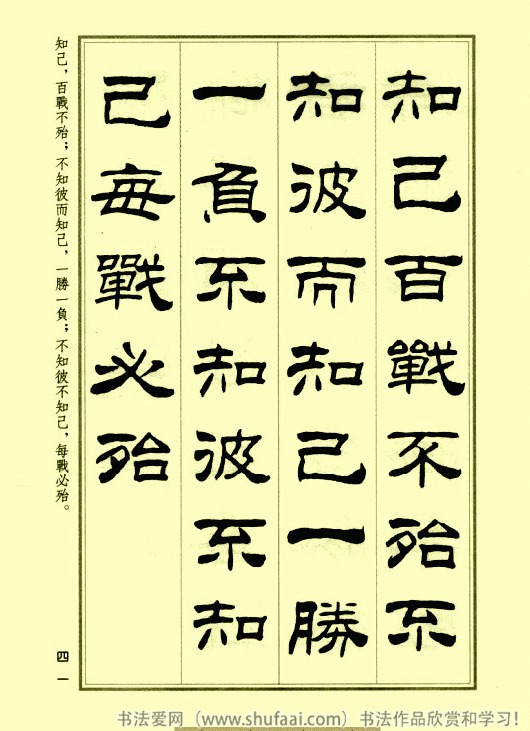 知己百戰不殆不
知彼而知己一勝
一負不知彼不知
己每戰必殆
知己，百戰不殆；不知彼而知己，一勝一負；不知彼不知己，每戰必殆。
四一
书法爱网（www.shufaai.com）书法作品欣赏和学习！